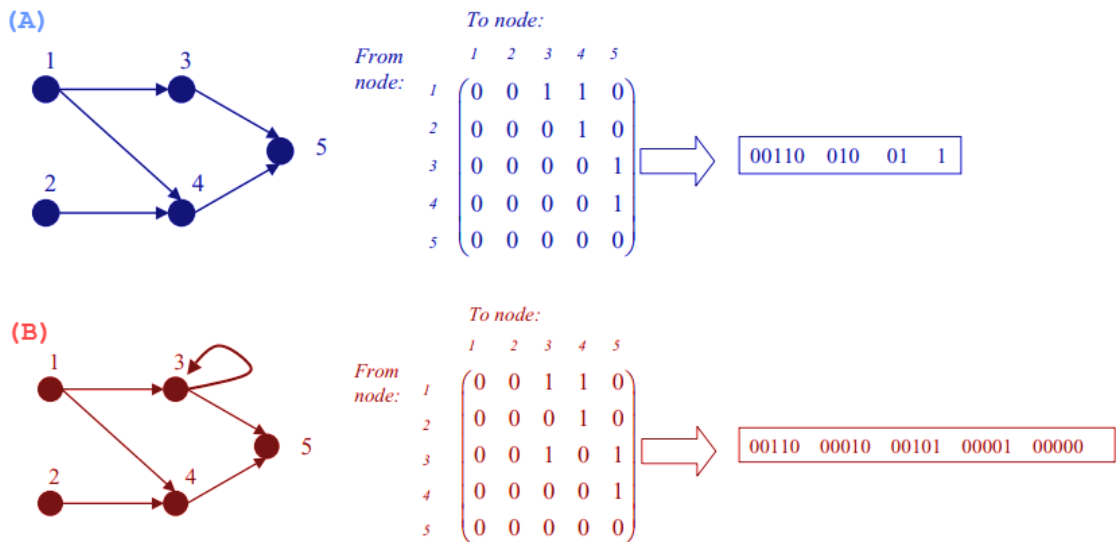 (A)
To node:
1 2 3 4 5
From
node:
1 0 0 1 1 0
2 0 0 0 1 0
3 0 0 0 0 1
4 0 0 0 0 1
5 0 0 0 0 0
1 3
5
2 4
00110 010 01 1
(B)
To node:
1 2 3 4 5
From
node:
1 0 0 1 1 0
2 0 0 0 1 0
3 0 0 1 0 1
4 0 0 0 0 1
5 0 0 0 0 0
1 3
5
2 4
00110 00010 00101 00001 00000